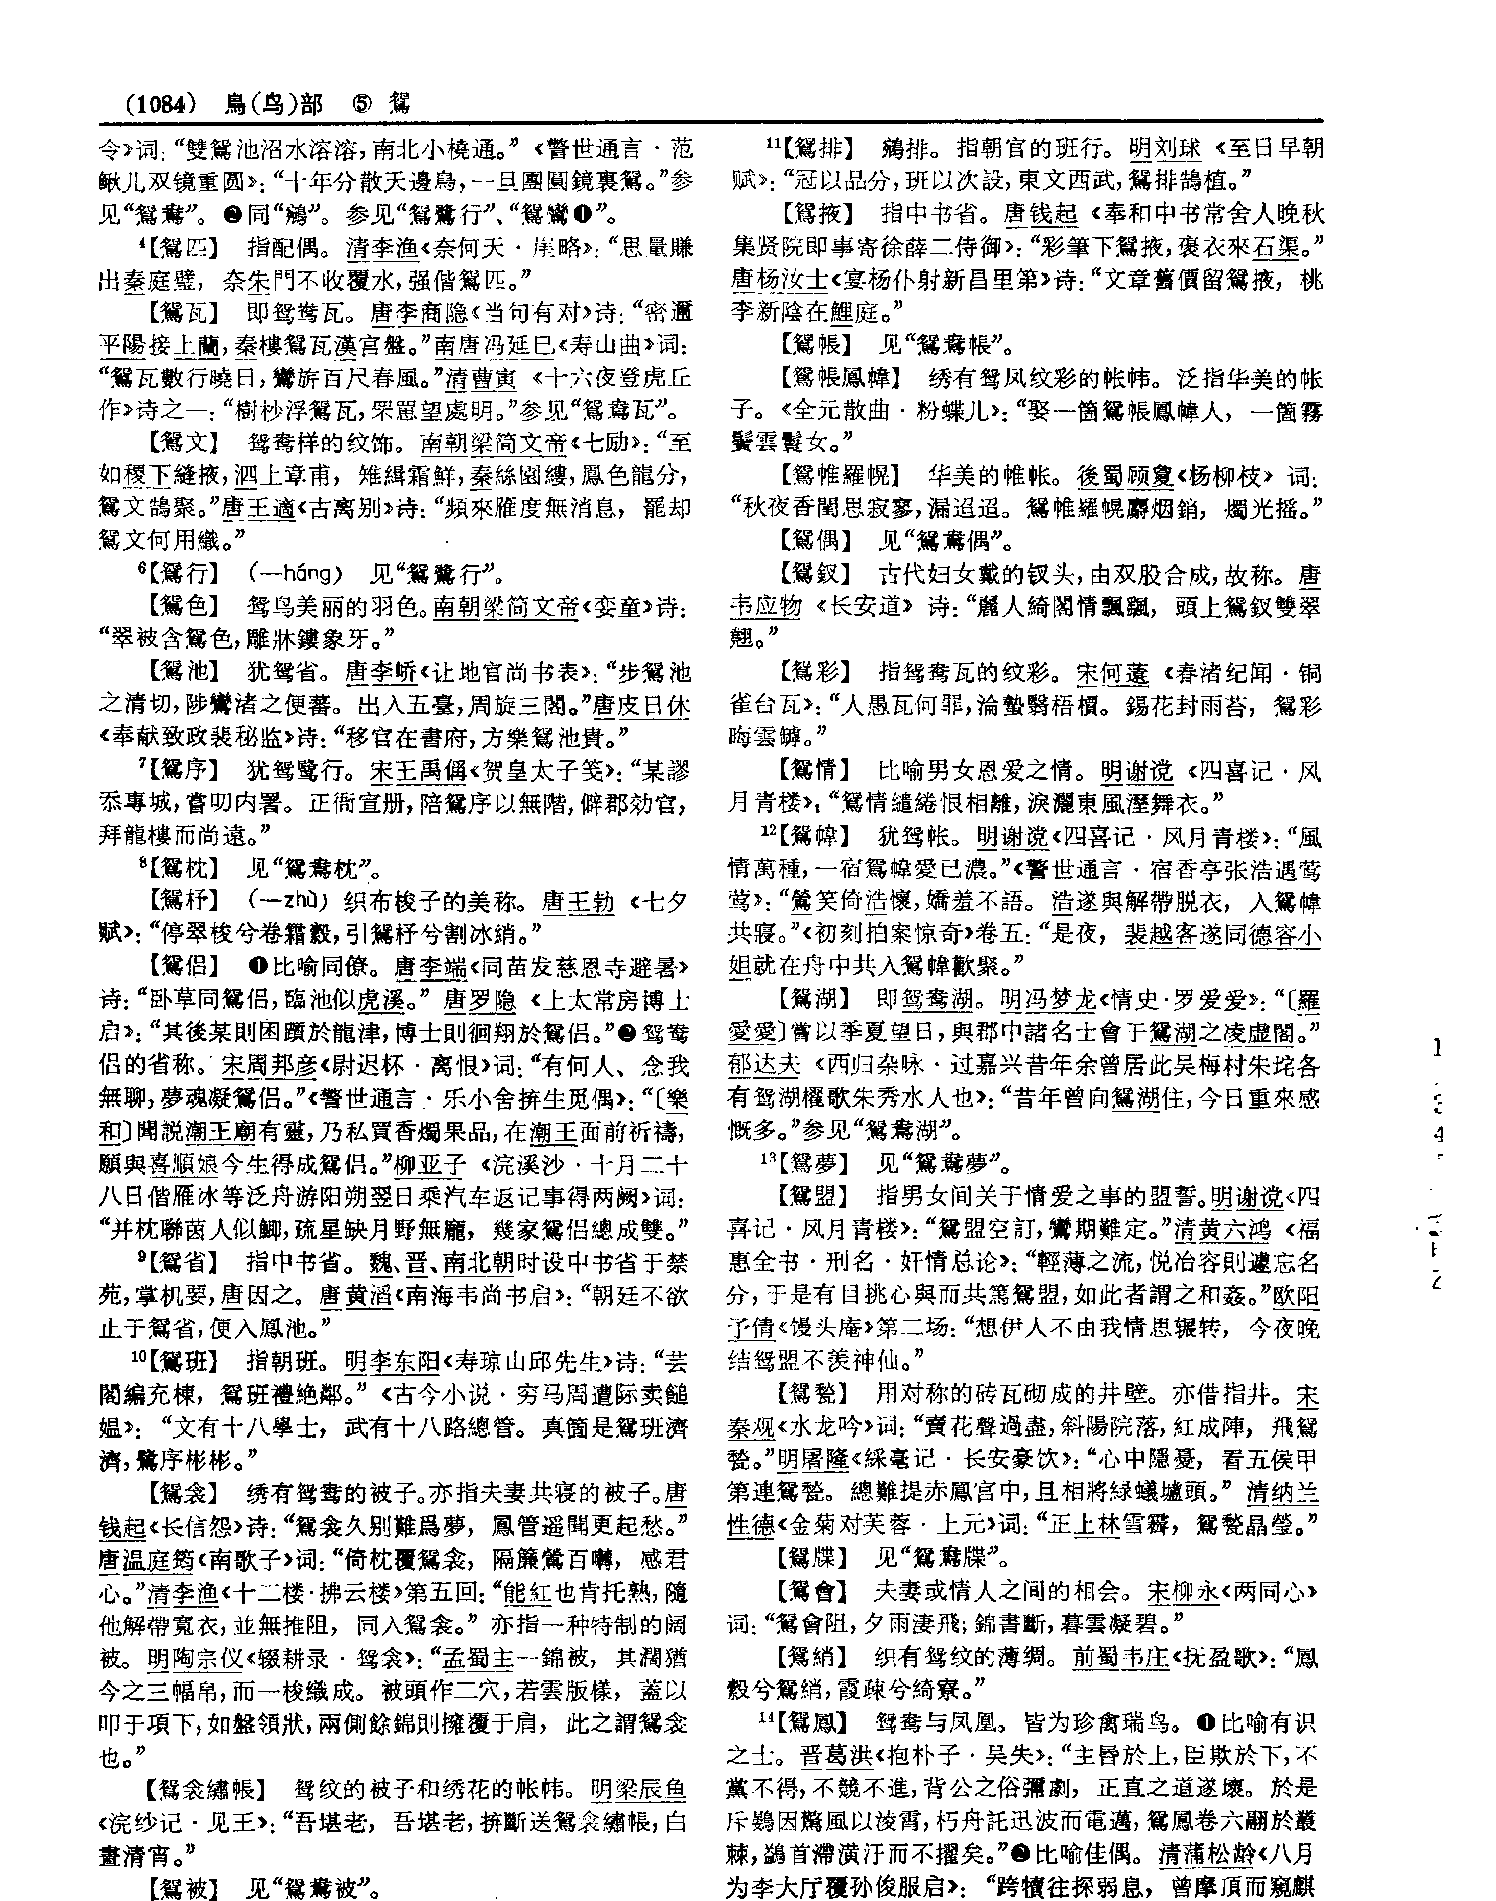 (1084) 鳥(鸟)部 ⑤ 鴛
令》词：“雙鴛池沼水溶溶，南北小橈通。”《警世通言·范
鳅儿双镜重圆》：“十年分散天邊鳥，一旦團圓鏡裏鴛。”参
见“鴛鴦”。❷同“鵷”。参见“鴛鷺行”、“鴛鸞❶”。
⁴【鴛匹】 指配偶。清李渔《奈何天·崖略》：“思量賺
出秦庭璧，奈朱門不收覆水，强偕鴛匹。”
【鴛瓦】 即鸳鸯瓦。唐李商隐《当句有对》诗：“密邇
平陽接上蘭，秦樓鴛瓦漢宫盤。”南唐冯延巳《寿山曲》词：
“鴛瓦數行曉日，鸞旂百尺春風。”清曹寅《十六夜登虎丘
作》诗之一：“樹杪浮鴛瓦，罘罳望處明。”参见“鴛鴦瓦”。
【鴛文】 鸳鸯样的纹饰。南朝梁简文帝《七励》：“至
如稷下縫掖，泗上章甫，雉緝霜鮮，秦絲園縷，鳳色龍分，
鴛文鵠聚。”唐王適《古离别》诗：“頻來雁度無消息，罷却
鴛文何用織。”
⁶【鴛行】 （—háng） 见“鴛鷺行”。
【鴛色】 鸳鸟美丽的羽色。南朝梁简文帝《娈童》诗：
“翠被含鴛色，雕牀鏤象牙。”
【鴛池】 犹鸳省。唐李峤《让地官尚书表》：“步鴛池
之清切，陟鸞渚之便蕃。出入五臺，周旋三閣。”唐皮日休
《奉献致政裴秘监》诗：“移官在書府，方樂鴛池貴。”
⁷【鴛序】 犹鸳鹭行。宋王禹偁《贺皇太子笺》：“某謬
忝專城，嘗叨内署。正衙宣册，陪鴛序以無階，僻郡効官，
拜龍樓而尚遠。”
⁸【鴛枕】 见“鴛鴦枕”。
【鴛杼】 （—zhù） 织布梭子的美称。唐王勃《七夕
赋》：“停翠梭兮卷霜縠，引鴛杼兮割冰綃。”
【鴛侣】 ❶比喻同僚。唐李端《同苗发慈恩寺避暑》
诗：“卧草同鴛侣，臨池似虎溪。”唐罗隐《上太常房博士
启》：“其後某則困躓於龍津，博士則徊翔於鴛侣。”❷鸳鸯
侣的省称。宋周邦彦《尉迟杯·离恨》词：“有何人、念我
無聊，夢魂凝鴛侣。”《警世通言·乐小舍拚生觅偶》：“〔樂
和〕聞説潮王廟有靈，乃私買香燭果品，在潮王面前祈禱，
願與喜順娘今生得成鴛侣。”柳亚子《浣溪沙·十月二十
八日偕雁冰等泛舟游阳朔翌日乘汽车返记事得两阕》词：
“并枕聯茵人似鯽，疏星缺月野無龐，幾家鴛侣總成雙。”
⁹【鴛省】 指中书省。魏、晋、南北朝时设中书省于禁
苑，掌机要，唐因之。唐黄滔《南海韦尚书启》：“朝廷不欲
止于鴛省，便入鳳池。”
¹⁰【鴛班】 指朝班。明李东阳《寿琼山邱先生》诗：“芸
閣編充棟，鴛班禮絶鄰。”《古今小说·穷马周遭际卖䭔
媪》：“文有十八學士，武有十八路總管。真箇是鴛班濟
濟，鷺序彬彬。”
【鴛衾】 绣有鸳鸯的被子。亦指夫妻共寝的被子。唐
钱起《长信怨》诗：“鴛衾久别難爲夢，鳳管遥聞更起愁。”
唐温庭筠《南歌子》词：“倚枕覆鴛衾，隔簾鶯百囀，感君
心。”清李渔《十二楼·拂云楼》第五回：“能紅也肯托熟，隨
他解帶寬衣，並無推阻，同入鴛衾。”亦指一种特制的阔
被。明陶宗仪《辍耕录·鸳衾》：“孟蜀主一錦被，其濶猶
今之三幅帛，而一梭織成。被頭作二穴，若雲版樣，蓋以
叩于項下，如盤領狀，兩側餘錦則擁覆于肩，此之謂鴛衾
也。”
【鴛衾繡帳】 鸳纹的被子和绣花的帐帏。明梁辰鱼
《浣纱记·见王》：“吾堪老，吾堪老，拚斷送鴛衾繡帳，白
晝清宵。”
【鴛被】 见“鴛鴦被”。
¹¹【鴛排】 鵷排。指朝官的班行。明刘球《至日早朝
赋》：“冠以品分，班以次設，東文西武，鴛排鵠植。”
【鴛掖】 指中书省。唐钱起《奉和中书常舍人晚秋
集贤院即事寄徐薛二侍御》：“彩筆下鴛掖，褒衣來石渠。”
唐杨汝士《宴杨仆射新昌里第》诗：“文章舊價留鴛掖，桃
李新陰在鯉庭。”
【鴛帳】 见“鴛鴦帳”。
【鴛帳鳳幃】 绣有鸳凤纹彩的帐帏。泛指华美的帐
子。《全元散曲·粉蝶儿》：“娶一箇鴛帳鳳幃人，一箇霧
鬢雲鬟女。”
【鴛帷羅幌】 华美的帷帐。後蜀顾敻《杨柳枝》词：
“秋夜香閨思寂寥，漏迢迢。鴛帷羅幌麝烟銷，燭光摇。”
【鴛偶】 见“鴛鴦偶”。
【鴛釵】 古代妇女戴的钗头，由双股合成，故称。唐
韦应物《长安道》诗：“麗人綺閣情飄飖，頭上鴛釵雙翠
翹。”
【鴛彩】 指鸳鸯瓦的纹彩。宋何薳《春渚纪闻·铜
雀台瓦》：“人愚瓦何罪，淪蟄翳梧檟。錫花封雨苔，鴛彩
晦雲罅。”
【鴛情】 比喻男女恩爱之情。明谢谠《四喜记·风
月青楼》：“鴛情繾綣恨相離，淚灑東風溼舞衣。”
¹²【鴛幃】 犹鸳帐。明谢谠《四喜记·风月青楼》：“風
情萬種，一宿鴛幃愛已濃。”《警世通言·宿香亭张浩遇莺
莺》：“鶯笑倚浩懷，嬌羞不語。浩遂與解帶脱衣，入鴛幃
共寝。”《初刻拍案惊奇》卷五：“是夜，裴越客遂同德容小
姐就在舟中共入鴛幃歡聚。”
【鴛湖】 即鸳鸯湖。明冯梦龙《情史·罗爱爱》：“〔羅
愛愛〕嘗以季夏望日，與郡中諸名士會于鴛湖之凌虚閣。”
郁达夫《西归杂咏·过嘉兴昔年余曾居此吴梅村朱垞各
有鸳湖櫂歌朱秀水人也》：“昔年曾向鴛湖住，今日重來感
慨多。”参见“鴛鴦湖”。
¹³【鴛夢】 见“鴛鴦夢”。
【鴛盟】 指男女间关于情爱之事的盟誓。明谢谠《四
喜记·风月青楼》：“鴛盟空訂，鸞期難定。”清黄六鸿《福
惠全书·刑名·奸情总论》：“輕薄之流，悦冶容則遽忘名
分，于是有目挑心與而共篤鴛盟，如此者謂之和姦。”欧阳
予倩《馒头庵》第二场：“想伊人不由我情思辗转，今夜晚
结鸳盟不羡神仙。”
【鴛甃】 用对称的砖瓦砌成的井壁。亦借指井。宋
秦观《水龙吟》词：“賣花聲過盡，斜陽院落，紅成陣，飛鴛
甃。”明屠隆《綵毫记·长安豪饮》：“心中隱憂，看五侯甲
第連鴛甃。總難提赤鳳宫中，且相將緑蟻壚頭。”清纳兰
性德《金菊对芙蓉·上元》词：“正上林雪霽，鴛甃晶瑩。”
【鴛牒】 见“鴛鴦牒”。
【鴛會】 夫妻或情人之间的相会。宋柳永《两同心》
词：“鴛會阻，夕雨淒飛；錦書斷，暮雲凝碧。”
【鴛綃】 织有鸳纹的薄绸。前蜀韦庄《抚盈歌》：“鳳
縠兮鴛綃，霞疎兮綺寮。”
¹⁴【鴛鳳】 鸳鸯与凤凰。皆为珍禽瑞鸟。❶比喻有识
之士。晋葛洪《抱朴子·吴失》：“主昏於上，臣欺於下，不
黨不得，不競不進，背公之俗彌劇，正直之道遂壞。於是
斥鷃因驚風以凌霄，朽舟託迅波而電邁，鴛鳳卷六翮於叢
棘，鷁首滯潢汙而不擢矣。”❷比喻佳偶。清蒲松龄《八月
为李大厅覆孙俊服启》：“跨犢往探弱息，曾摩頂而窺麒